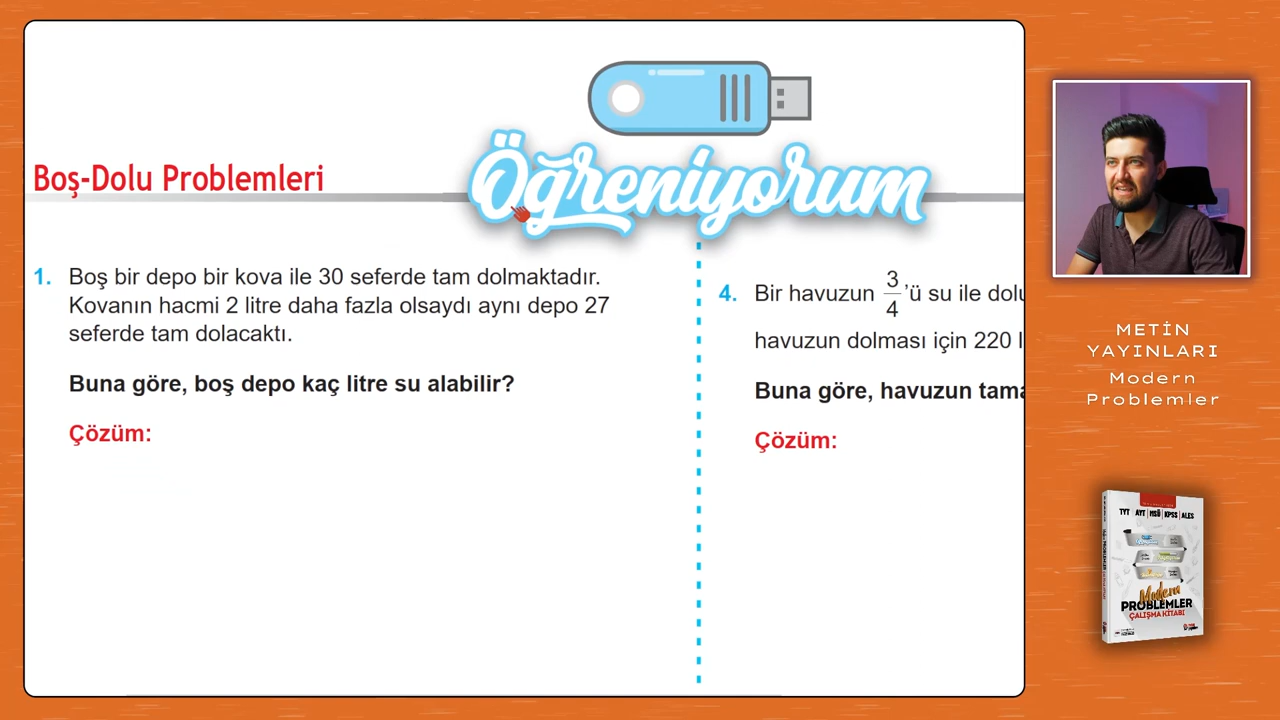 Öğreniyorum
Boş-Dolu Problemleri
1. Boş bir depo bir kova ile 30 seferde tam dolmaktadır.
Kovanın hacmi 2 litre daha fazla olsaydı aynı depo 27
seferde tam dolacaktı.
Buna göre, boş depo kaç litre su alabilir?
Çözüm:
4. Bir havuzun 3/4'ü su ile dolu
havuzun dolması için 220 l
Buna göre, havuzun tama
Çözüm:
METİN
YAYINLARI
Modern
Problemler
TYT | AYT | MSÜ | KPSS | ALES
Modern
PROBLEMLER
ÇALIŞMA KİTABI